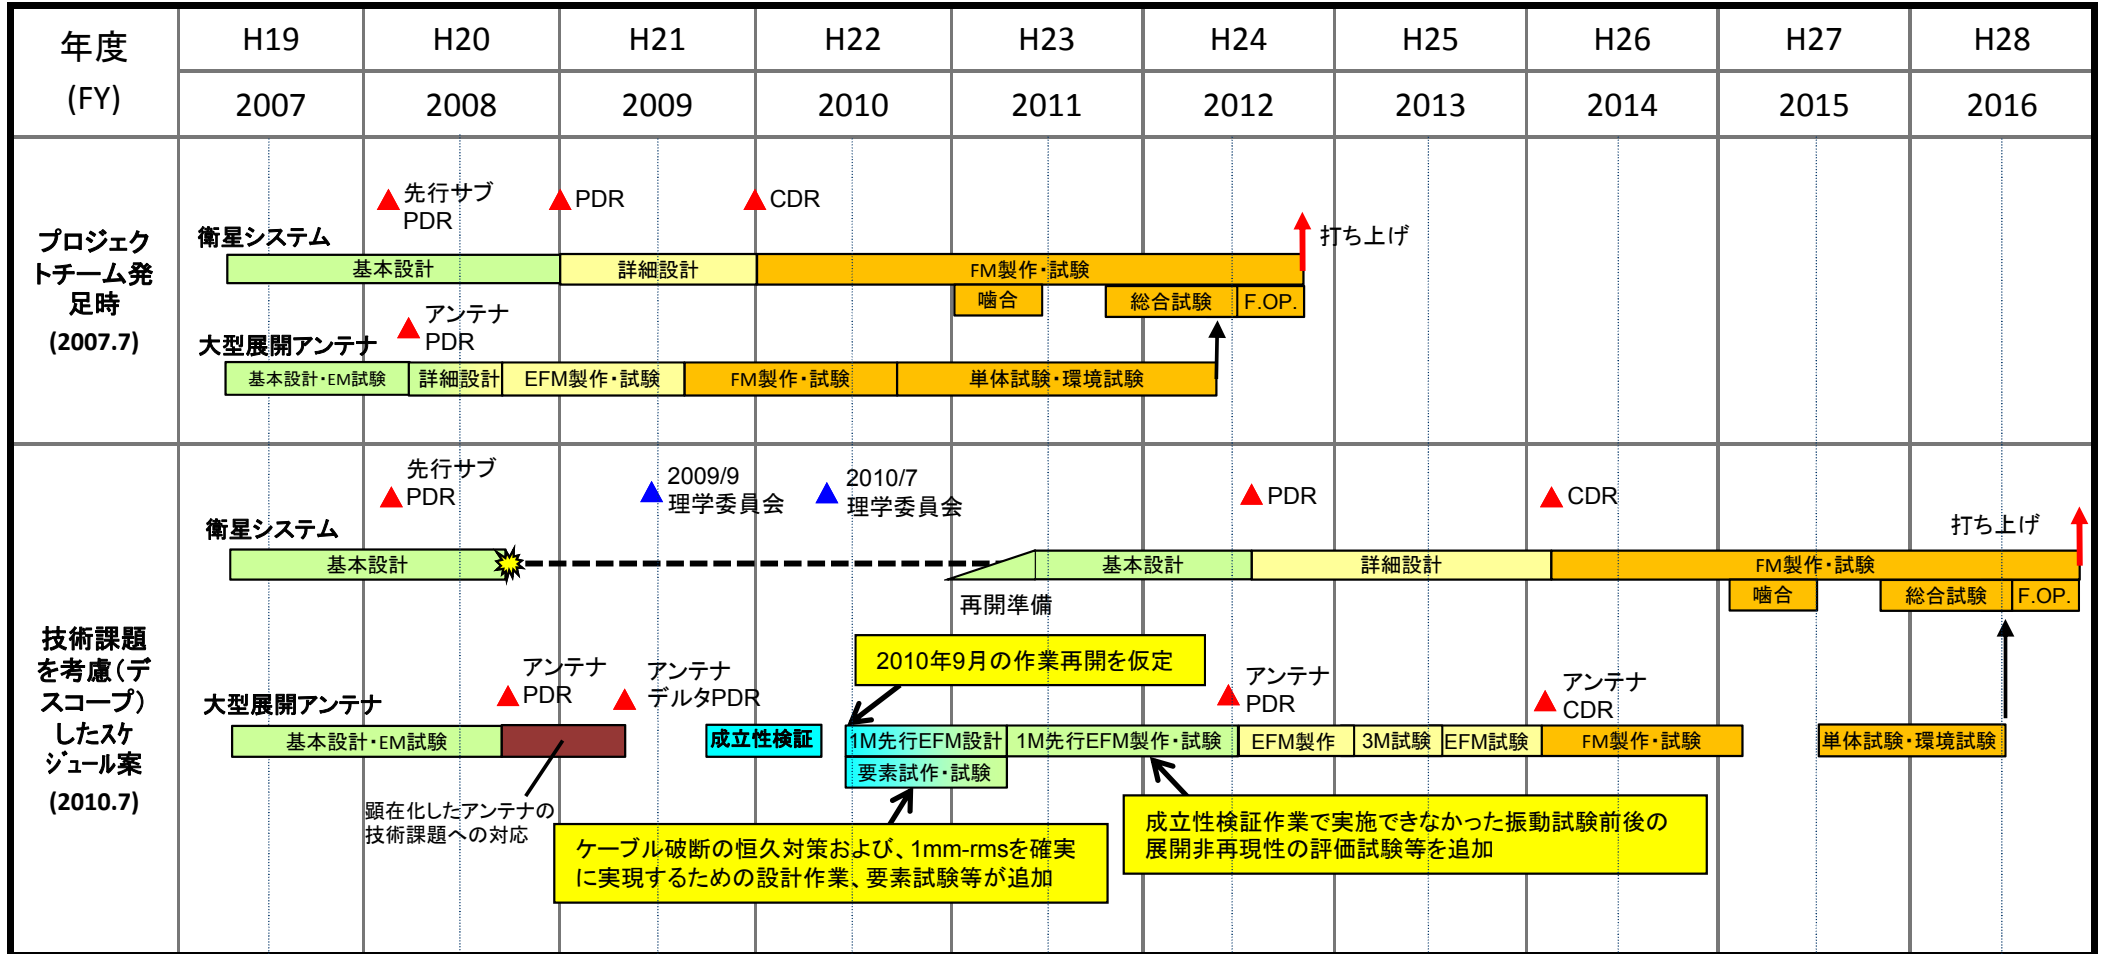 年度
(FY)
H19
H20
H21
H22
H23
H24
H25
H26
H27
H28
2007
2008
2009
2010
2011
2012
2013
2014
2015
2016
プロジェク
トチーム発
足時
(2007.7)
先行サブ
PDR
PDR
CDR
打ち上げ
衛星システム
基本設計
詳細設計
FM製作・試験
噛合
総合試験
F.OP.
アンテナ
PDR
大型展開アンテナ
基本設計・EM試験
詳細設計
EFM製作・試験
FM製作・試験
単体試験・環境試験
技術課題
を考慮(デ
スコープ)
したスケ
ジュール案
(2010.7)
先行サブ
PDR
2009/9
理学委員会
2010/7
理学委員会
PDR
CDR
打ち上げ
衛星システム
基本設計
再開準備
基本設計
詳細設計
FM製作・試験
噛合
総合試験
F.OP.
2010年9月の作業再開を仮定
アンテナ
PDR
アンテナ
デルタPDR
アンテナ
PDR
アンテナ
CDR
大型展開アンテナ
基本設計・EM試験
成立性検証
1M先行EFM設計
1M先行EFM製作・試験
EFM製作
3M試験
EFM試験
FM製作・試験
単体試験・環境試験
要素試作・試験
顕在化したアンテナの
技術課題への対応
ケーブル破断の恒久対策および、1mm-rmsを確実
に実現するための設計作業、要素試験等が追加
成立性検証作業で実施できなかった振動試験前後の
展開非再現性の評価試験等を追加